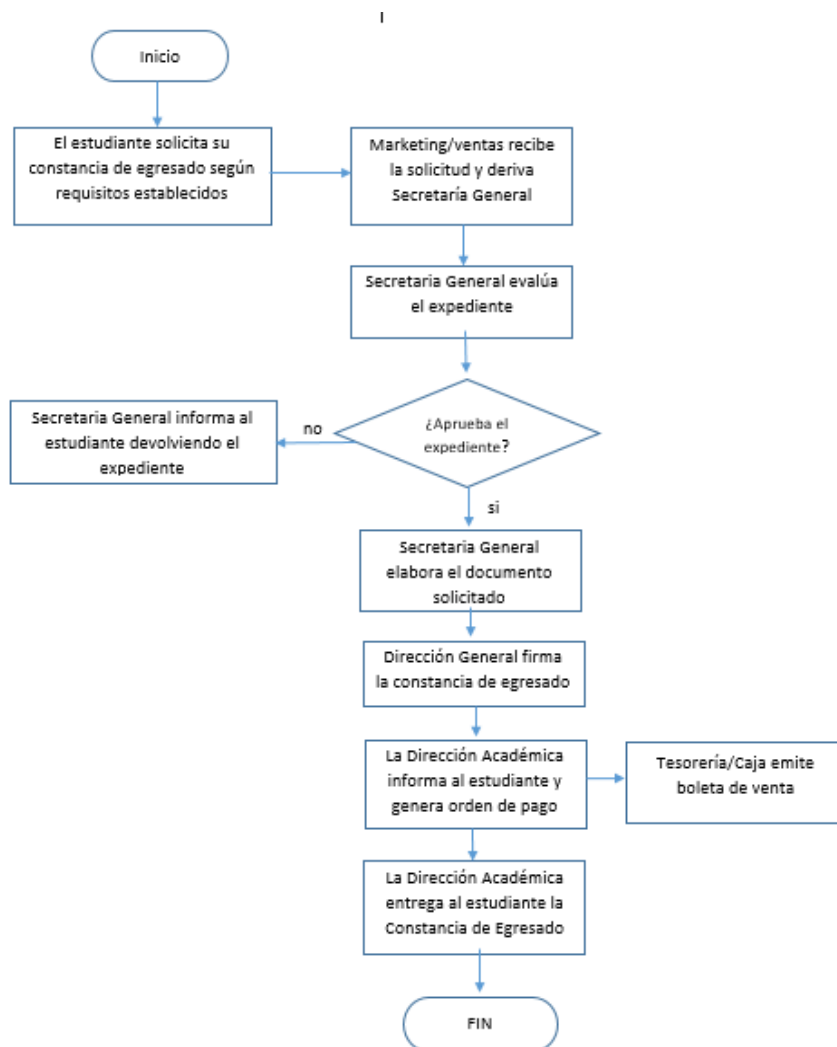 Inicio
El estudiante solicita su
constancia de egresado según
requisitos establecidos
Marketing/ventas recibe
la solicitud y deriva
Secretaría General
Secretaria General evalúa
el expediente
¿Aprueba el
expediente?
no
Secretaria General informa al
estudiante devolviendo el
expediente
si
Secretaria General
elabora el documento
solicitado
Dirección General firma
la constancia de egresado
La Dirección Académica
informa al estudiante y
genera orden de pago
Tesorería/Caja emite
boleta de venta
La Dirección Académica
entrega al estudiante la
Constancia de Egresado
FIN